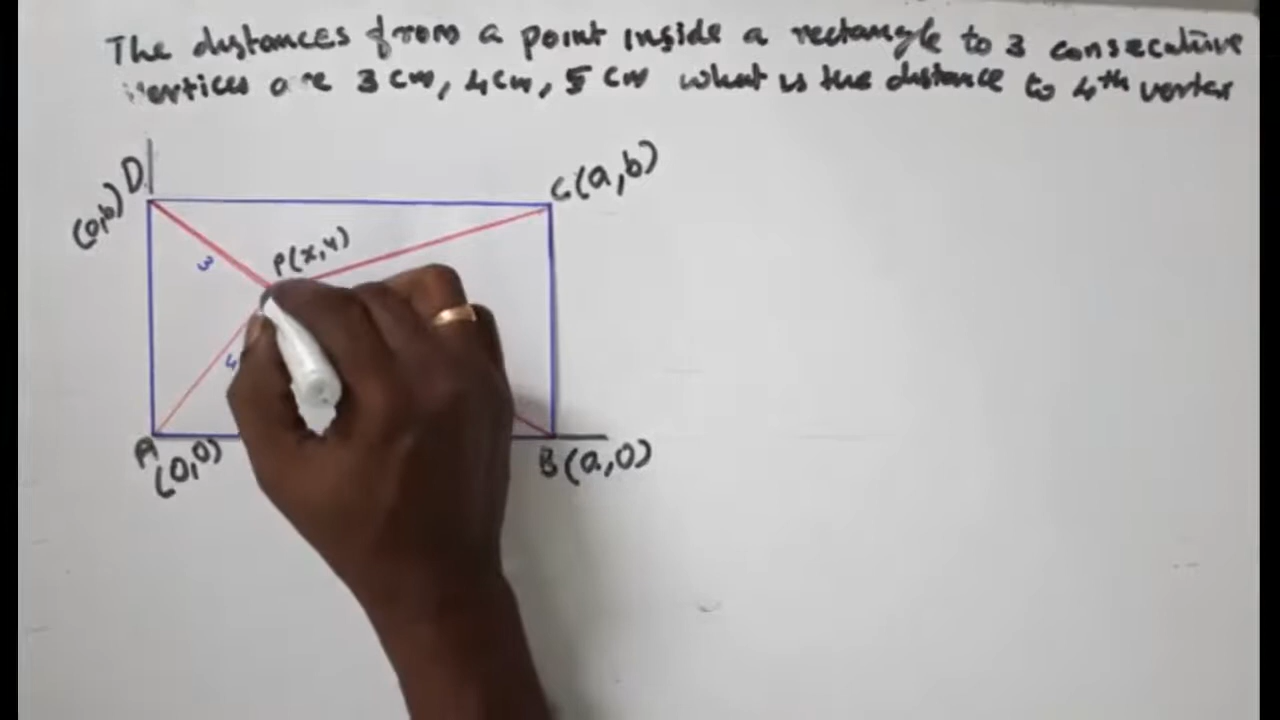 The distances from a point inside a rectangle to 3 consecutive
vertices are 3 cm, 4 cm, 5 cm what is the distance to 4th vertex
D
(0,b)
C(a,b)
P(x,y)
3
4
A
(0,0)
B(a,0)